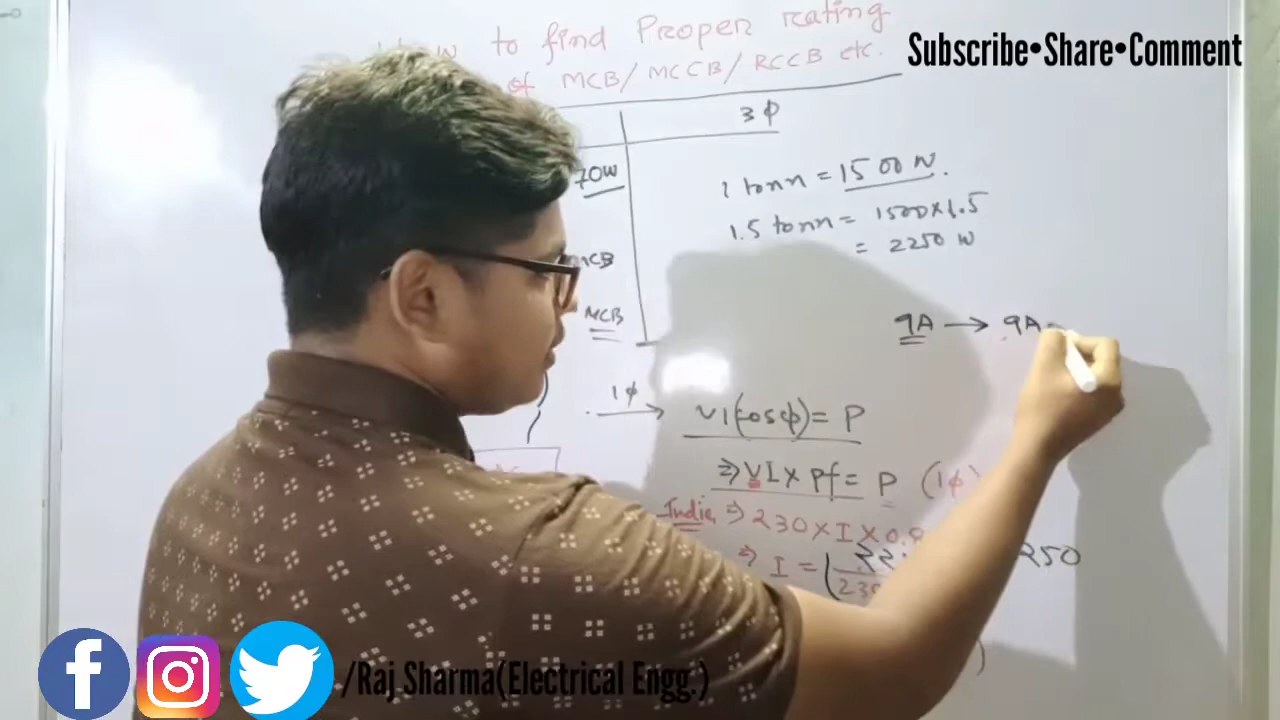 Subscribe•Share•Comment
to find Proper rating
of MCB/ MCCB/ RCCB etc.
3φ
70W
1 tonn = 1500 W.
1.5 tonn = 1500×1.5
= 2250 W
MCB
9A → 9A
1φ
VI(cosφ) = P
⇒ VI× Pf = P (1φ)
India ⇒ 230×I×0.8
250
⇒ I =
/Raj Sharma(Electrical Engg.)